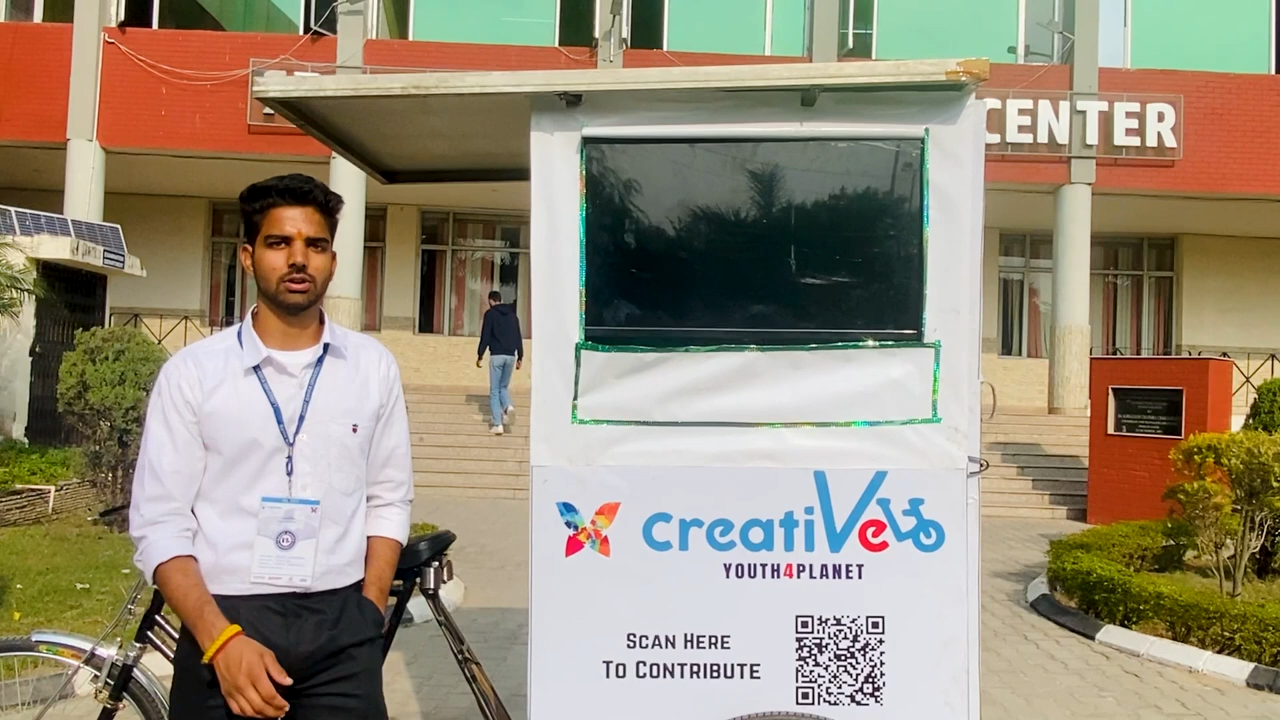 CENTER
creatiVeLo
YOUTH4PLANET
SCAN HERE
TO CONTRIBUTE